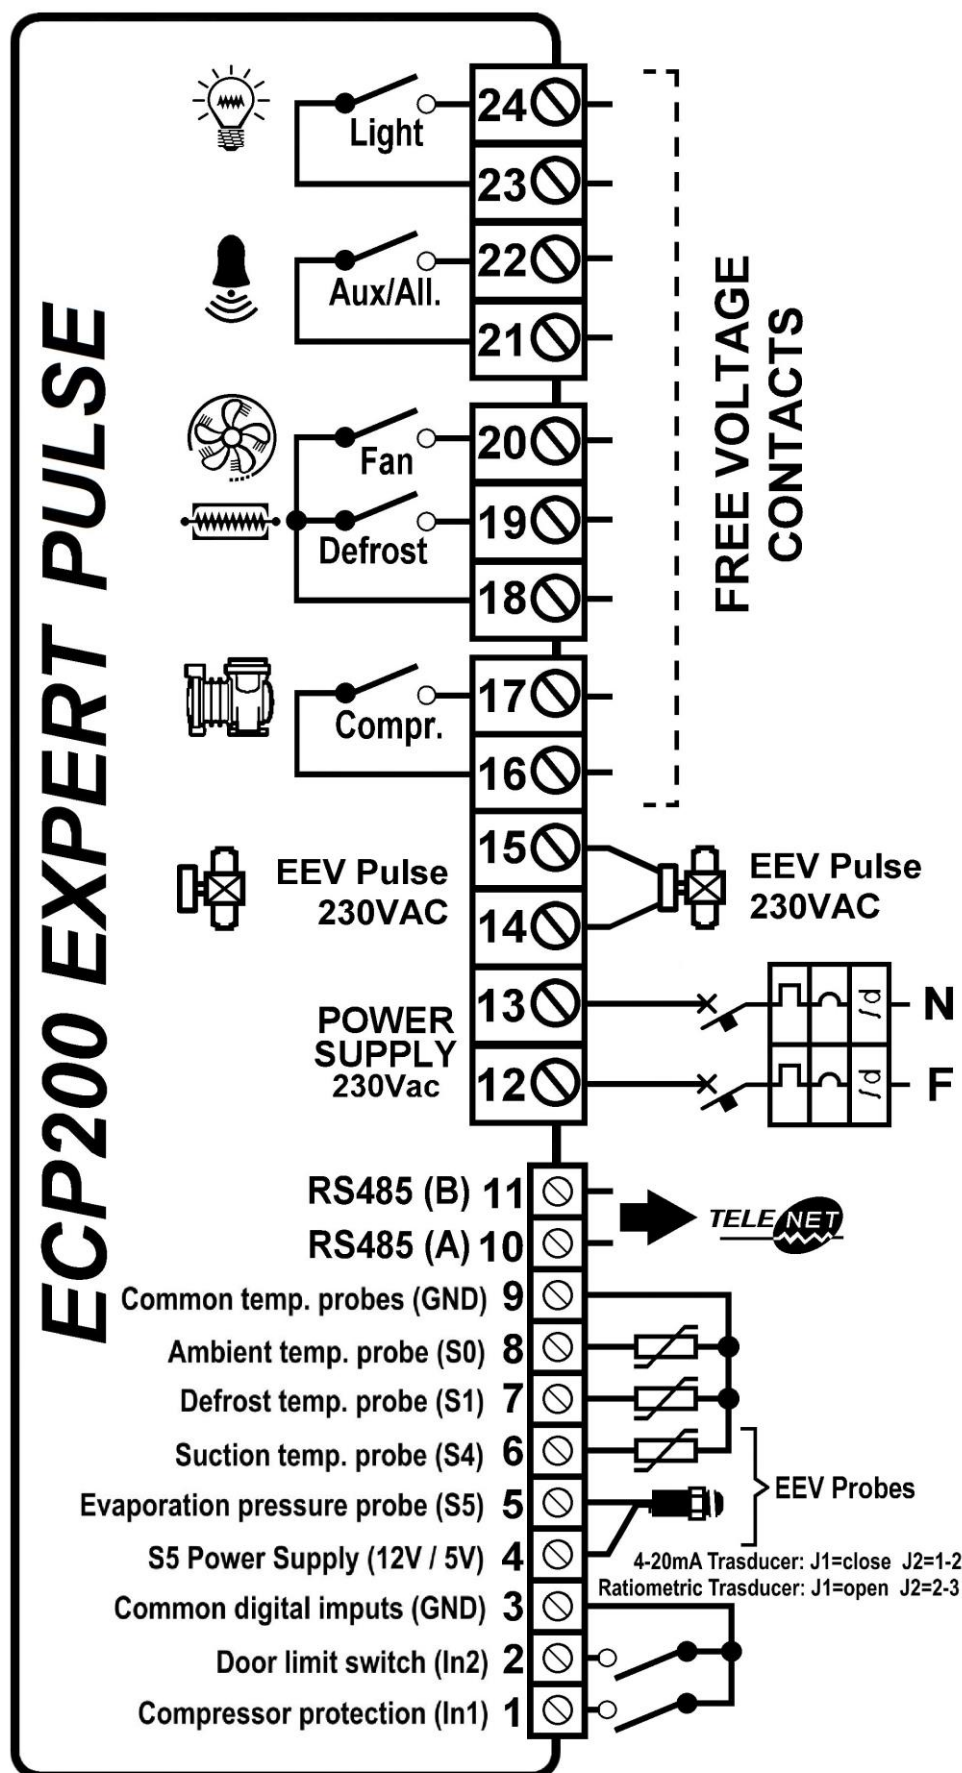 ECP200 EXPERT PULSE
24
Light
23
22
Aux/All.
21
20
Fan
19
Defrost
18
17
Compr.
16
FREE VOLTAGE
CONTACTS
15
EEV Pulse
230VAC
14
EEV Pulse
230VAC
13
N
POWER
SUPPLY
230Vac
12
F
RS485 (B) 11
RS485 (A) 10
TELE NET
Common temp. probes (GND) 9
Ambient temp. probe (S0) 8
Defrost temp. probe (S1) 7
Suction temp. probe (S4) 6
EEV Probes
Evaporation pressure probe (S5) 5
S5 Power Supply (12V / 5V) 4
4-20mA Trasducer: J1=close J2=1-2
Ratiometric Trasducer: J1=open J2=2-3
Common digital imputs (GND) 3
Door limit switch (In2) 2
Compressor protection (In1) 1